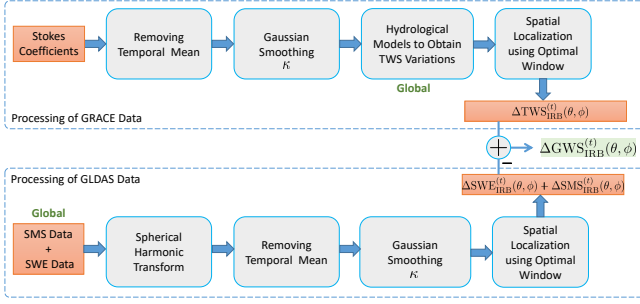 Stokes
Coefficients
Removing
Temporal Mean
Gaussian
Smoothing
κ
Hydrological
Models to Obtain
TWS Variations
Spatial
Localization
using Optimal
Window
Global
Processing of GRACE Data
ΔTWS_IRB^(t)(θ, ϕ)
+
−
ΔGWS_IRB^(t)(θ, ϕ)
Processing of GLDAS Data
ΔSWE_IRB^(t)(θ, ϕ) + ΔSMS_IRB^(t)(θ, ϕ)
Global
SMS Data
+
SWE Data
Spherical
Harmonic
Transform
Removing
Temporal Mean
Gaussian
Smoothing
κ
Spatial
Localization
using Optimal
Window